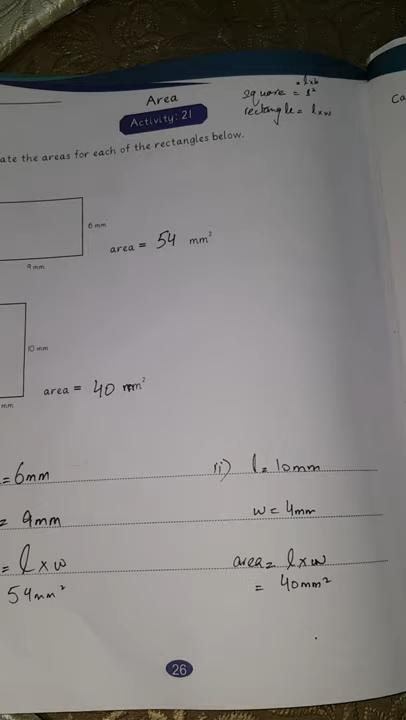 Area
Activity: 21
= l x b
square = s²
rectangle = l x w
Ca
ate the areas for each of the rectangles below.
6 mm
area = 54 mm²
9 mm
10 mm
area = 40 mm²
mm
= 6mm
ii) l = 10mm
= 9mm
w = 4mm
= l x w
area = l x w
54mm²
= 40mm²
26